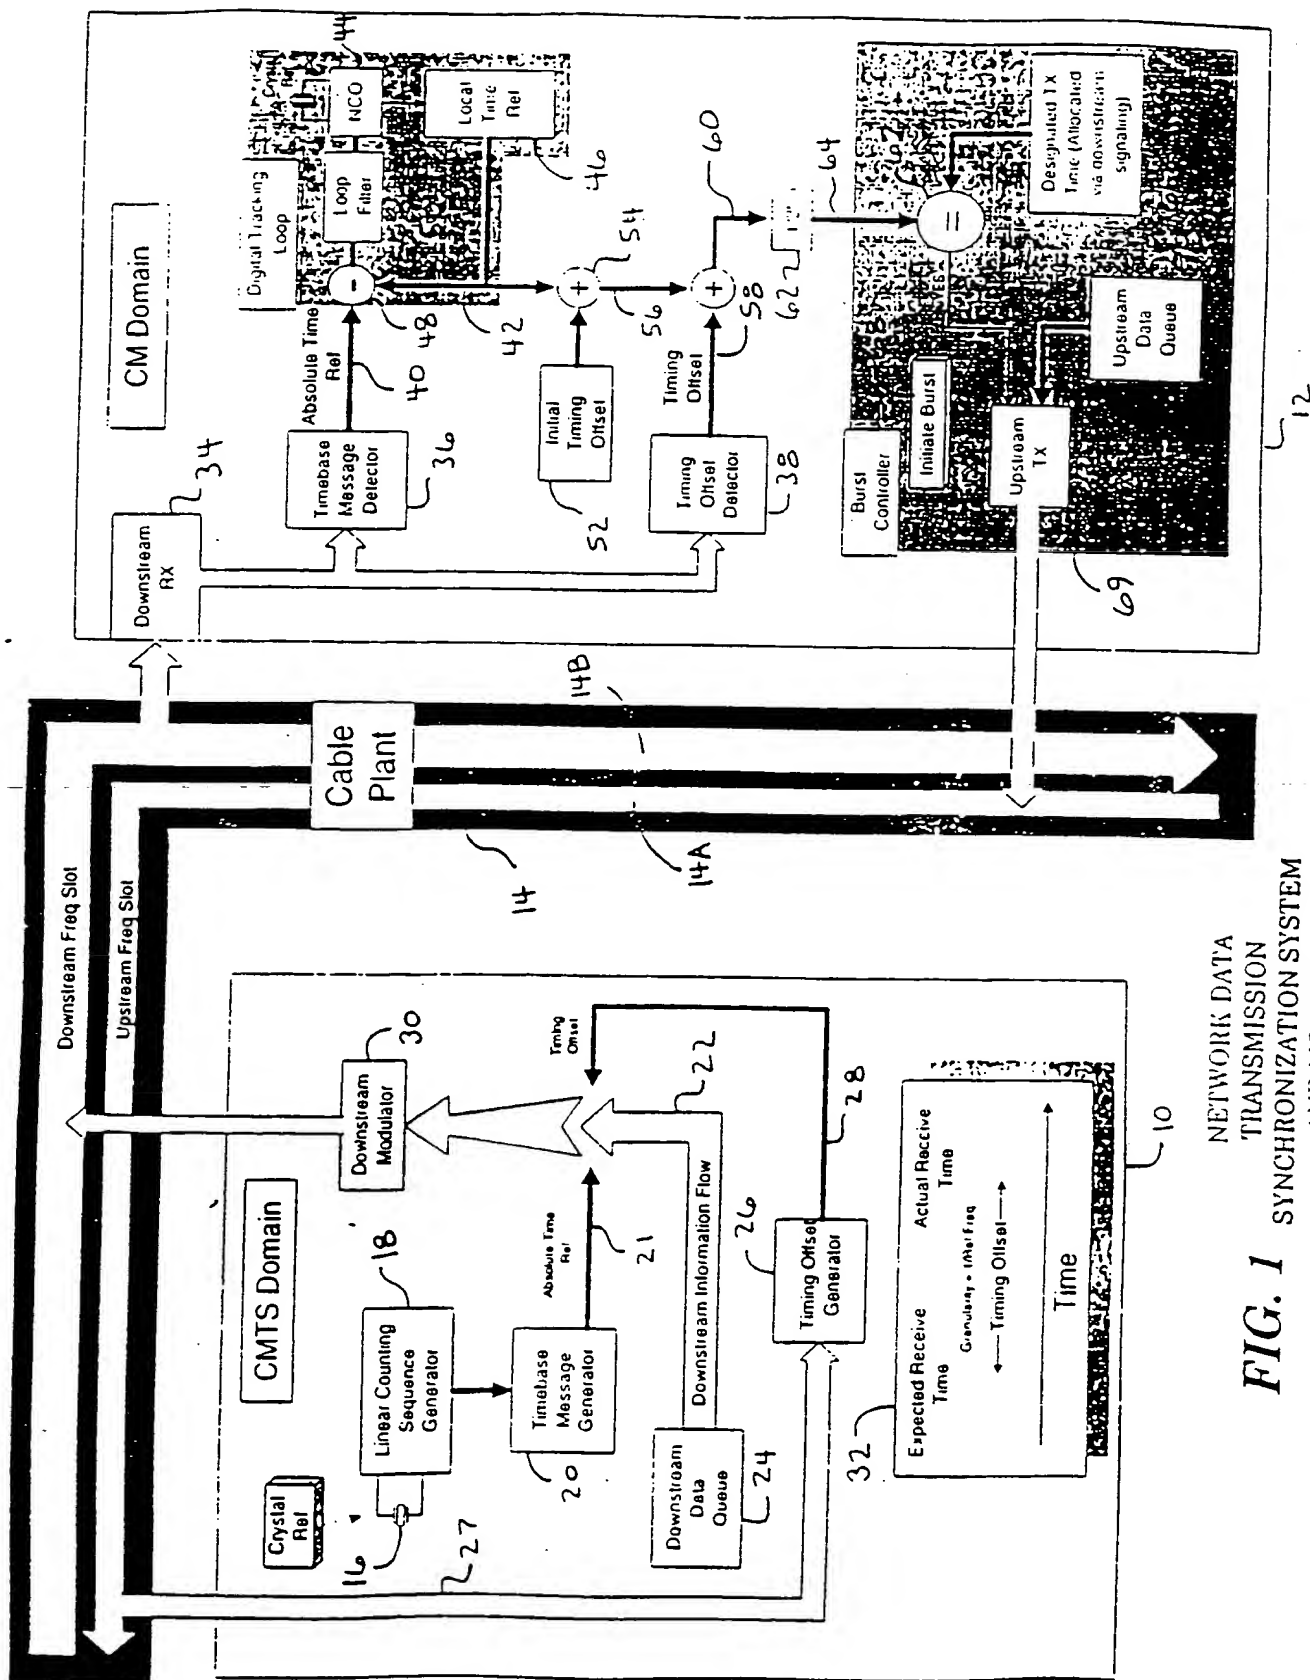 Downstream Freq Slot
Upstream Freq Slot
CMTS Domain
Crystal
Ref
16
27
Linear Counting
Sequence
Generator
18
Timebase
Message
Generator
20
Absolute Time
Ref
21
Downstream
Modulator
30
Timing
Offset
22
Downstream Information Flow
Downstream
Data
Queue
24
Timing Offset
Generator
26
28
32
Expected Receive
Time
Actual Receive
Time
Timing Offset
Time
10
Cable
Plant
14
14A
14B
CM Domain
Downstream
RX
34
Timebase
Message
Detector
36
Absolute Time
Ref
40
Digital Tracking
Loop
Loop
Filter
NCO
44
Ref
Local
Time
Ref
46
-
48
42
Initial
Timing
Offset
52
+
54
56
Timing
Offset
Detector
38
Timing
Offset
58
+
60
62
64
=
67
Designated TX
Time (Allocated
via downstream
signaling)
Burst
Controller
Initiate Burst
Upstream
TX
Upstream
Data
Queue
69
12
FIG. 1
NETWORK DATA
TRANSMISSION
SYNCHRONIZATION SYSTEM